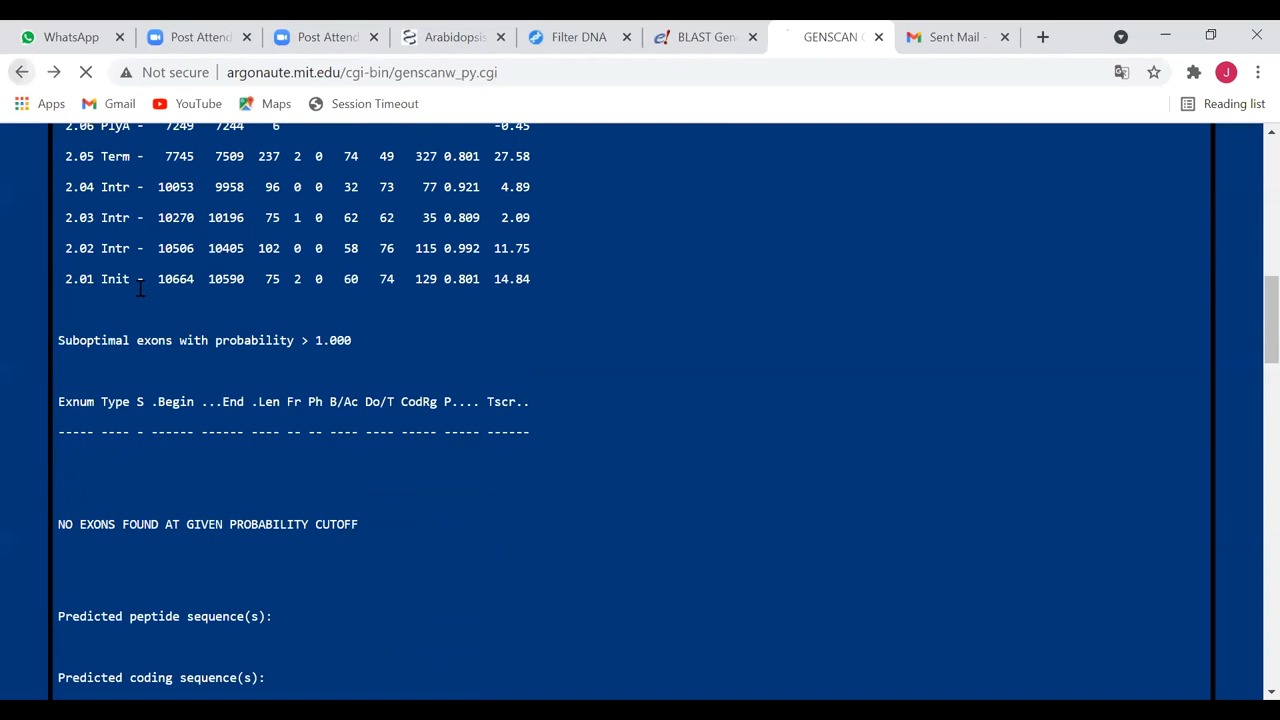 WhatsApp
Post Attend
Post Attend
Arabidopsis
Filter DNA
BLAST Gen
GENSCAN
Sent Mail -
Not secure
argonaute.mit.edu/cgi-bin/genscanw_py.cgi
J
Apps
Gmail
YouTube
Maps
Session Timeout
Reading list
2.06 PlyA - 7249 7244 6 -0.45
2.05 Term - 7745 7509 237 2 0 74 49 327 0.801 27.58
2.04 Intr - 10053 9958 96 0 0 32 73 77 0.921 4.89
2.03 Intr - 10270 10196 75 1 0 62 62 35 0.809 2.09
2.02 Intr - 10506 10405 102 0 0 58 76 115 0.992 11.75
2.01 Init - 10664 10590 75 2 0 60 74 129 0.801 14.84
Suboptimal exons with probability > 1.000
Exnum Type S .Begin ...End .Len Fr Ph B/Ac Do/T CodRg P.... Tscr..
----- ---- - ------ ------ ---- -- -- ---- ---- ----- ----- ------
NO EXONS FOUND AT GIVEN PROBABILITY CUTOFF
Predicted peptide sequence(s):
Predicted coding sequence(s):